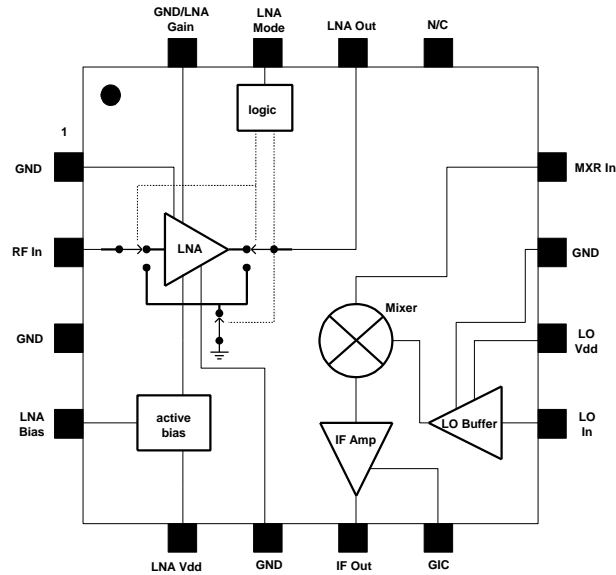 GND/LNA
Gain
LNA
Mode
LNA Out
N/C
logic
1
GND
MXR In
RF In
LNA
GND
Mixer
GND
LO
Vdd
LNA
Bias
active
bias
IF Amp
LO Buffer
LO
In
LNA Vdd
GND
IF Out
GIC